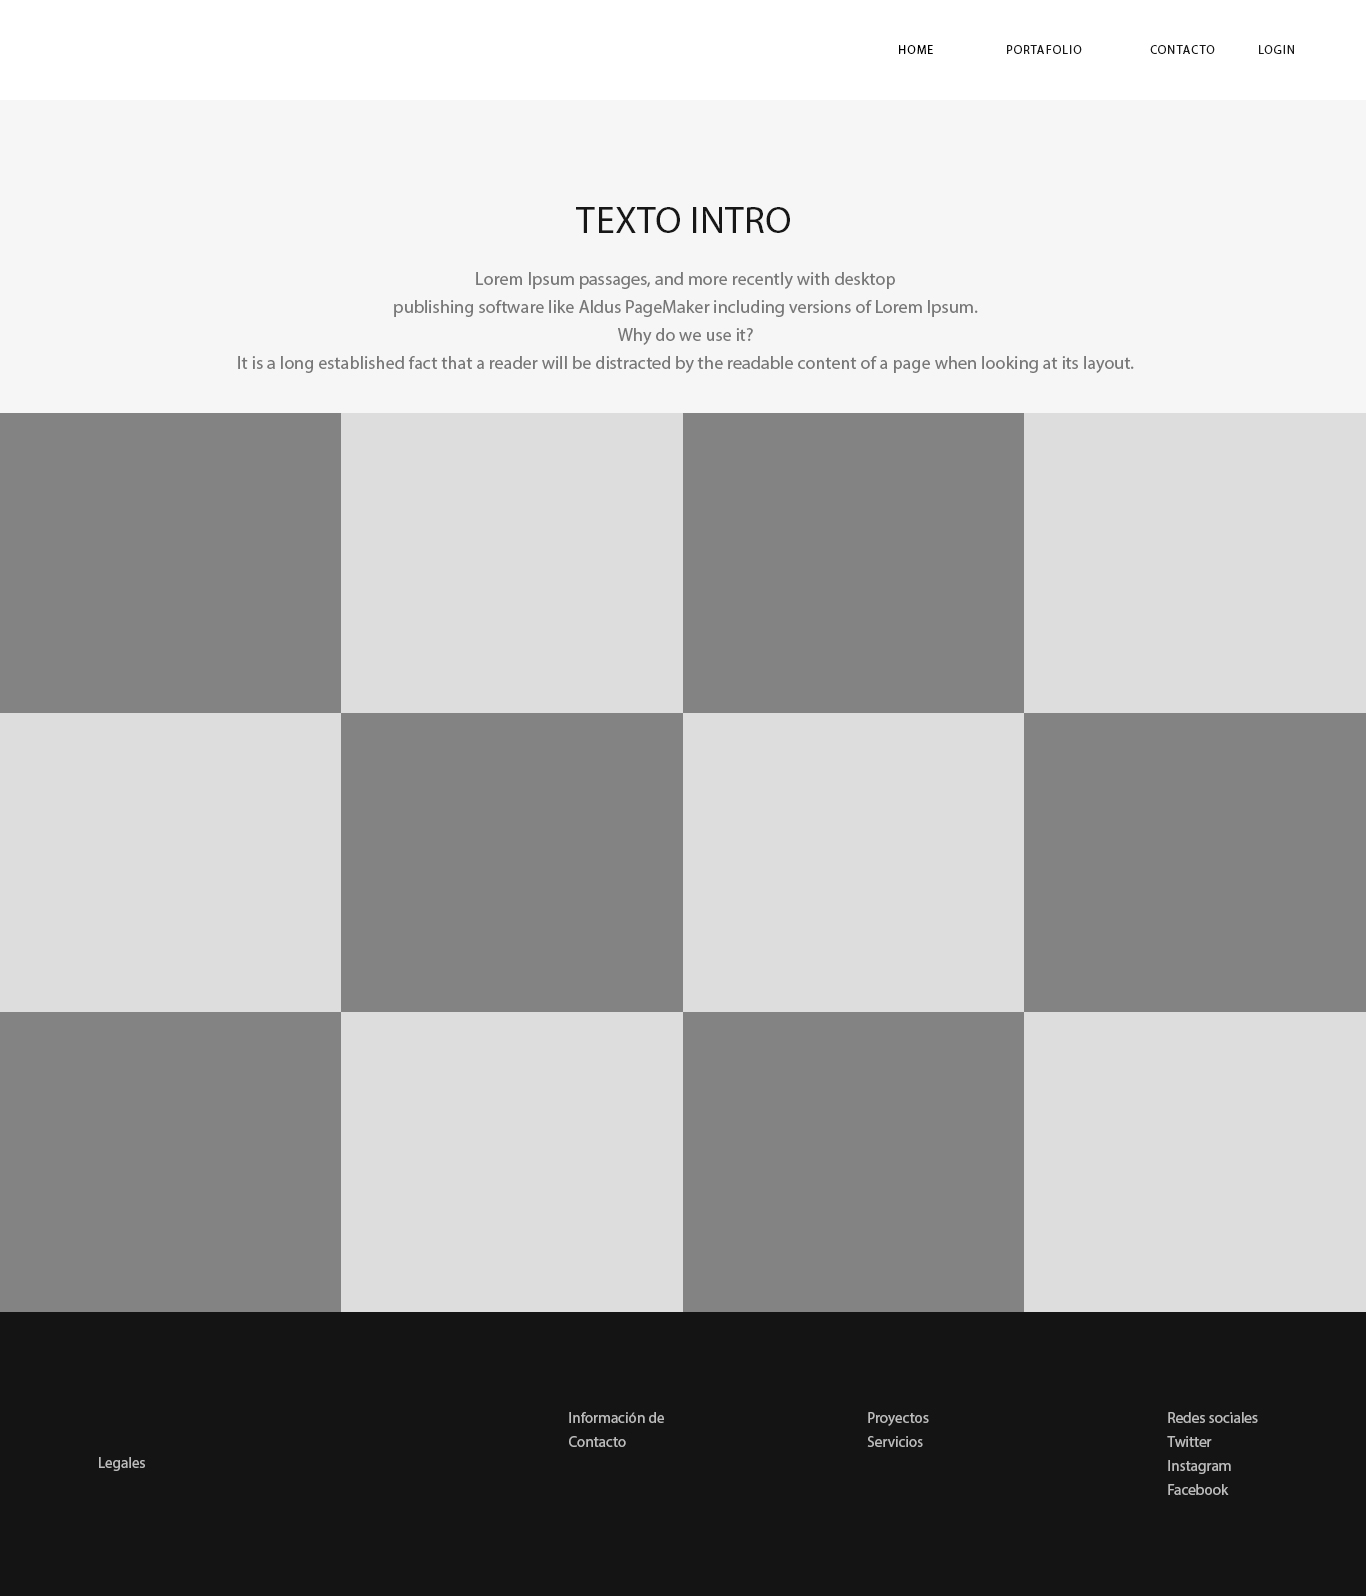 HOME PORTAFOLIO CONTACTO LOGIN
TEXTO INTRO
Lorem Ipsum passages, and more recently with desktop
publishing software like Aldus PageMaker including versions of Lorem Ipsum.
Why do we use it?
It is a long established fact that a reader will be distracted by the readable content of a page when looking at its layout.
Legales
Información de
Contacto
Proyectos
Servicios
Redes sociales
Twitter
Instagram
Facebook